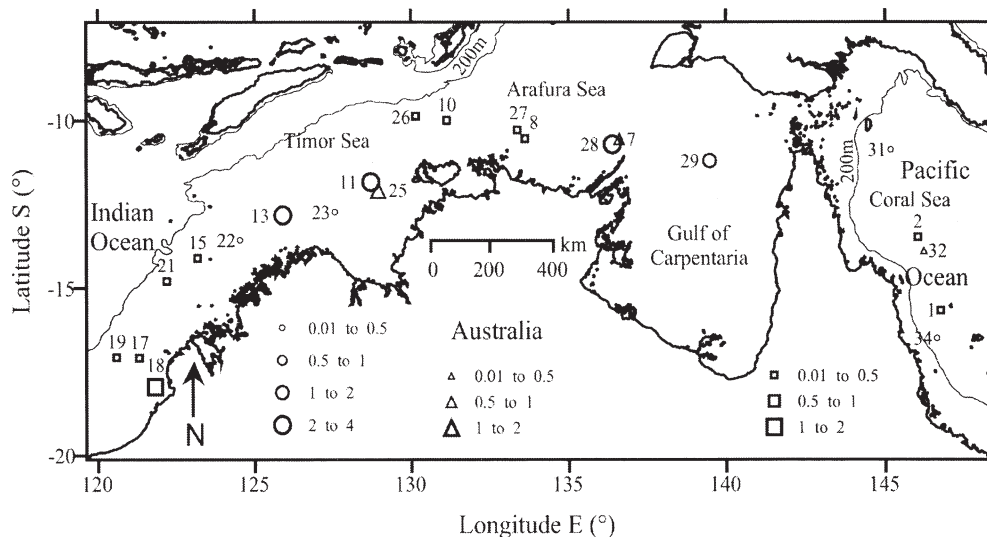 200m
Arafura Sea
10
26
27
8
-10
Timor Sea
28
7
29
31
200m
Pacific
11
25
Coral Sea
Indian
Ocean
13
23
2
15
22
Gulf of
Carpentaria
32
km
0 200 400
21
Ocean
-15
1
19 17
18
0.01 to 0.5
Australia
34
0.5 to 1
0.01 to 0.5
0.01 to 0.5
1 to 2
0.5 to 1
0.5 to 1
2 to 4
1 to 2
1 to 2
N
-20
120 125 130 135 140 145
Latitude S (°)
Longitude E (°)